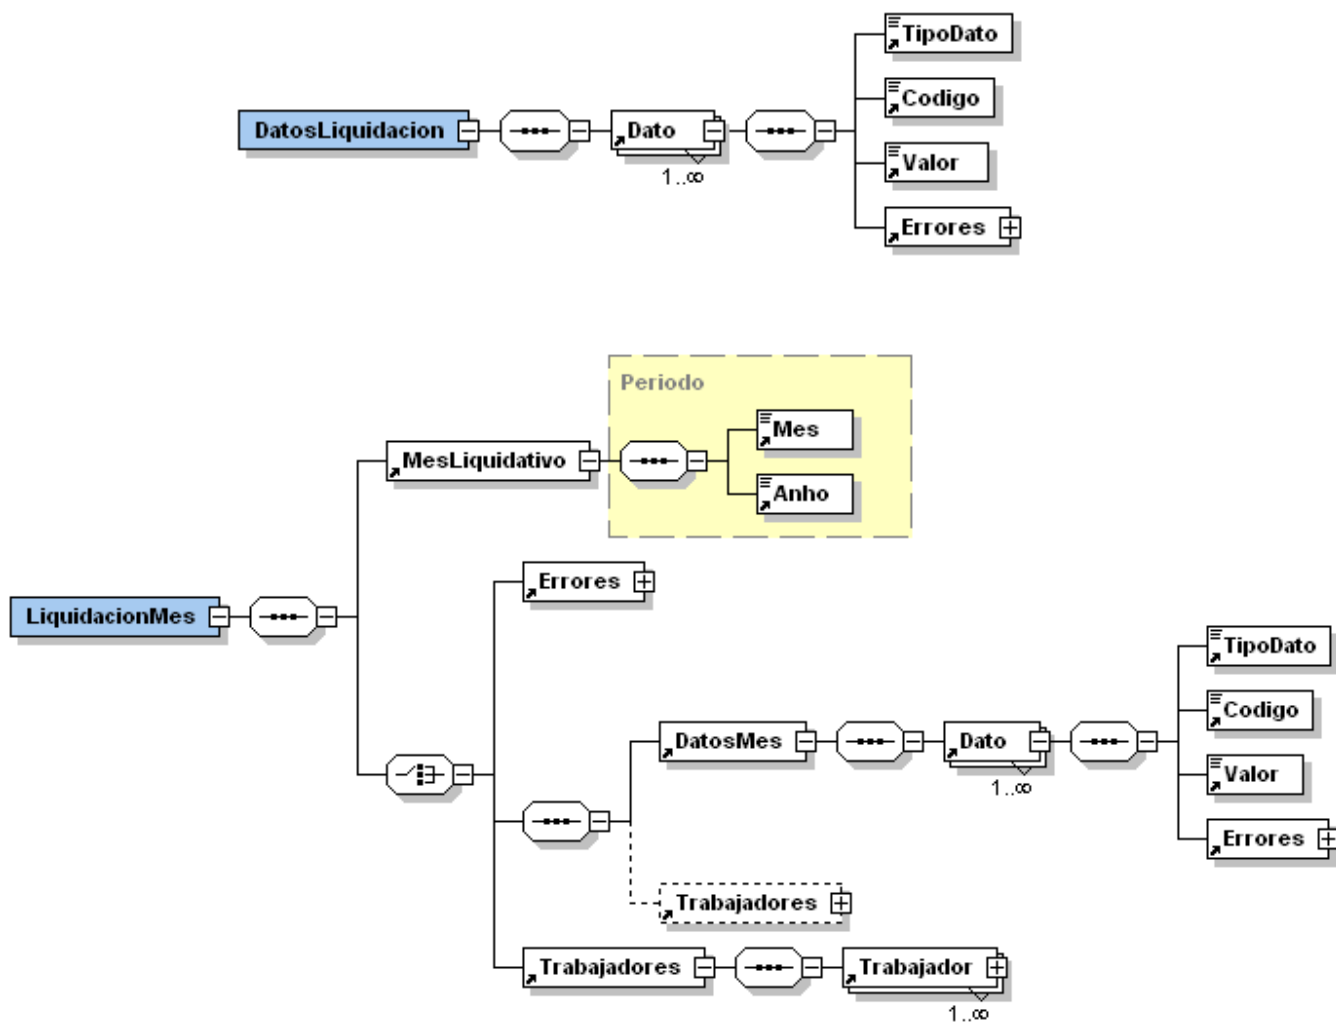 TipoDato
Codigo
DatosLiquidacion
Dato
Valor
1..∞
Errores
Periodo
Mes
MesLiquidativo
Anho
Errores
LiquidacionMes
TipoDato
Codigo
DatosMes
Dato
Valor
1..∞
Errores
Trabajadores
Trabajadores
Trabajador
1..∞